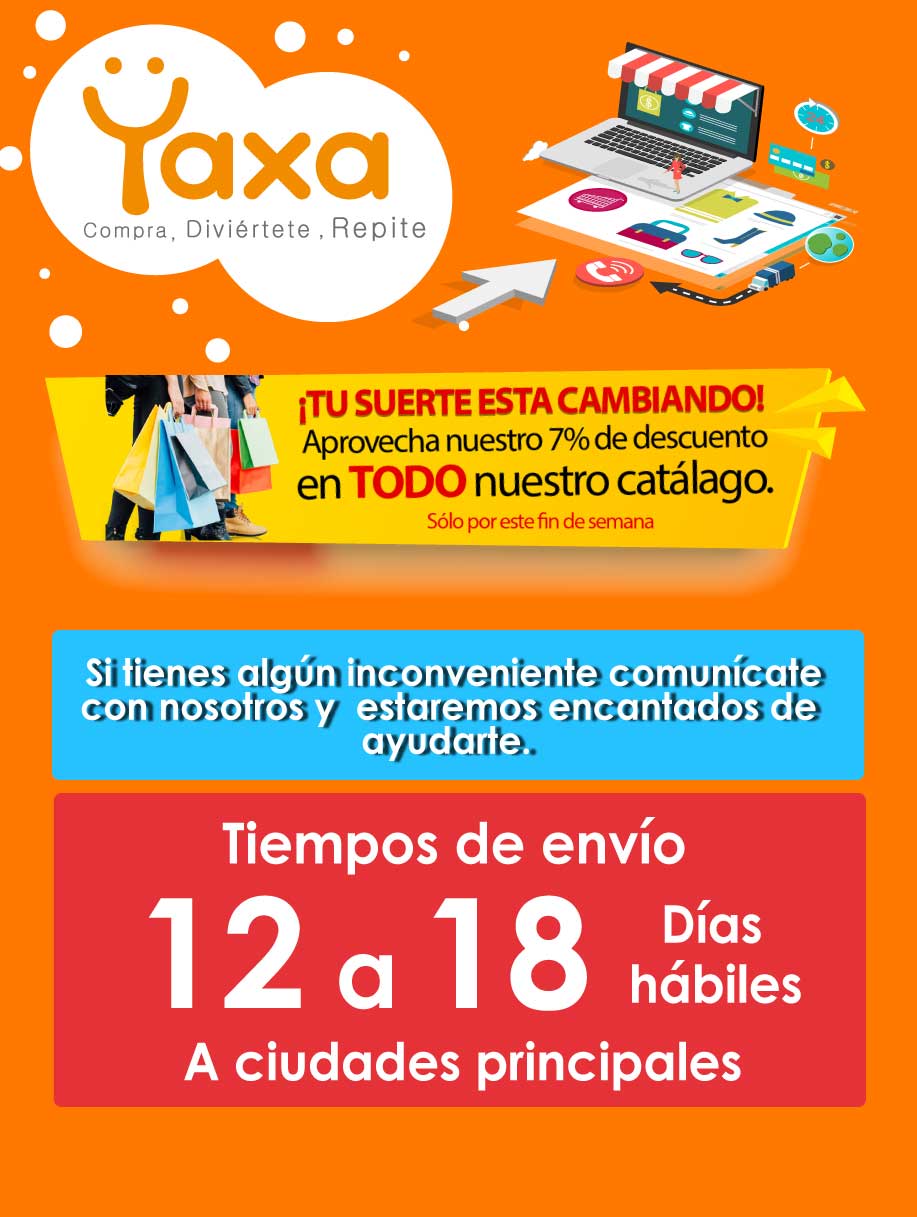 Yaxa
Compra, Diviértete , Repite
¡TU SUERTE ESTA CAMBIANDO!
Aprovecha nuestro 7% de descuento
en TODO nuestro catálago.
Sólo por este fin de semana
Si tienes algún inconveniente comunícate
con nosotros y estaremos encantados de
ayudarte.
Tiempos de envío
12 a 18 Días
hábiles
A ciudades principales